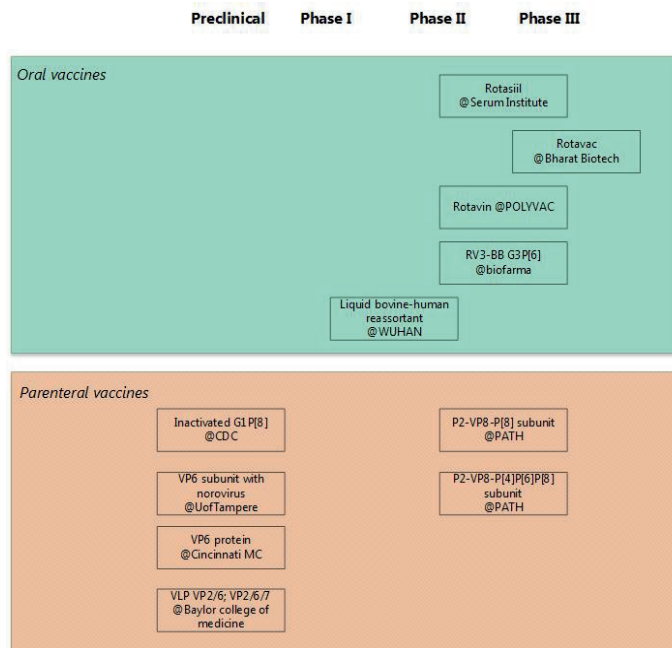 Preclinical Phase I Phase II Phase III
Oral vaccines
Rotasiil
@Serum Institute
Rotavac
@Bharat Biotech
Rotavin @POLYVAC
RV3-BB G3P[6]
@biofarma
Liquid bovine-human
reassortant
@WUHAN
Parenteral vaccines
Inactivated G1P[8]
@CDC
P2-VP8-P[8] subunit
@PATH
VP6 subunit with
norovirus
@UofTampere
P2-VP8-P[4]P[6]P[8]
subunit
@PATH
VP6 protein
@Cincinnati MC
VLP VP2/6; VP2/6/7
@Baylor college of
medicine